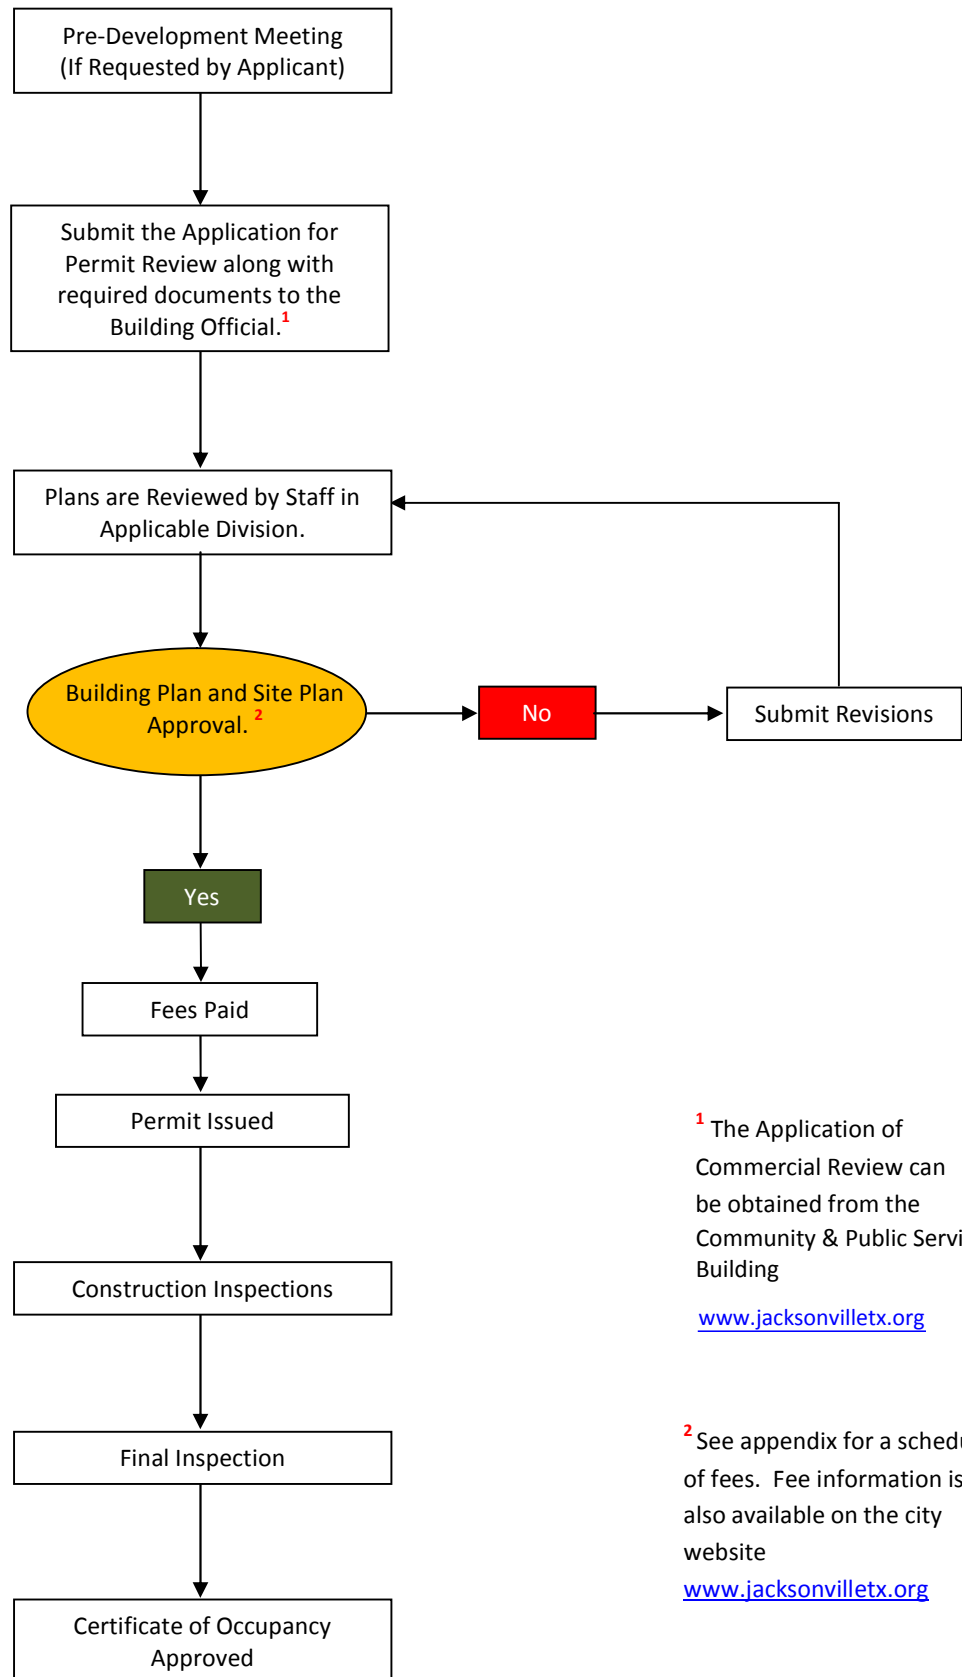 Pre-Development Meeting
(If Requested by Applicant)
Submit the Application for
Permit Review along with
required documents to the
Building Official.1
Plans are Reviewed by Staff in
Applicable Division.
Building Plan and Site Plan
Approval. 2
No
Submit Revisions
Yes
Fees Paid
Permit Issued
1 The Application of
Commercial Review can
be obtained from the
Community & Public
Building
www.jacksonvilletx.org
Construction Inspections
Final Inspection
2 See appendix for a
of fees.  Fee information is
also available on the city
website
www.jacksonvilletx.org
Certificate of Occupancy
Approved